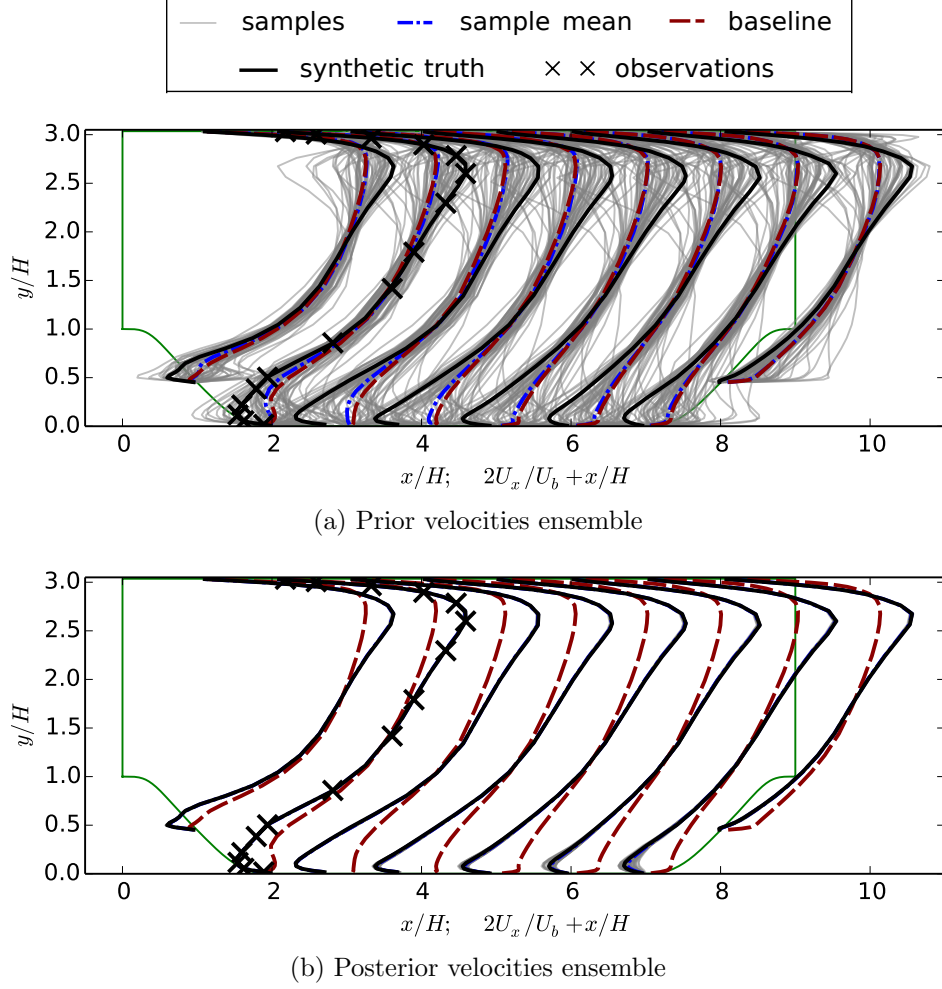 samples sample mean baseline
synthetic truth observations
3.0
2.5
2.0
1.5
1.0
0.5
0.0
y/H
0 2 4 6 8 10
x/H; 2U_x/U_b+x/H
(a) Prior velocities ensemble
3.0
2.5
2.0
1.5
1.0
0.5
0.0
y/H
0 2 4 6 8 10
x/H; 2U_x/U_b+x/H
(b) Posterior velocities ensemble